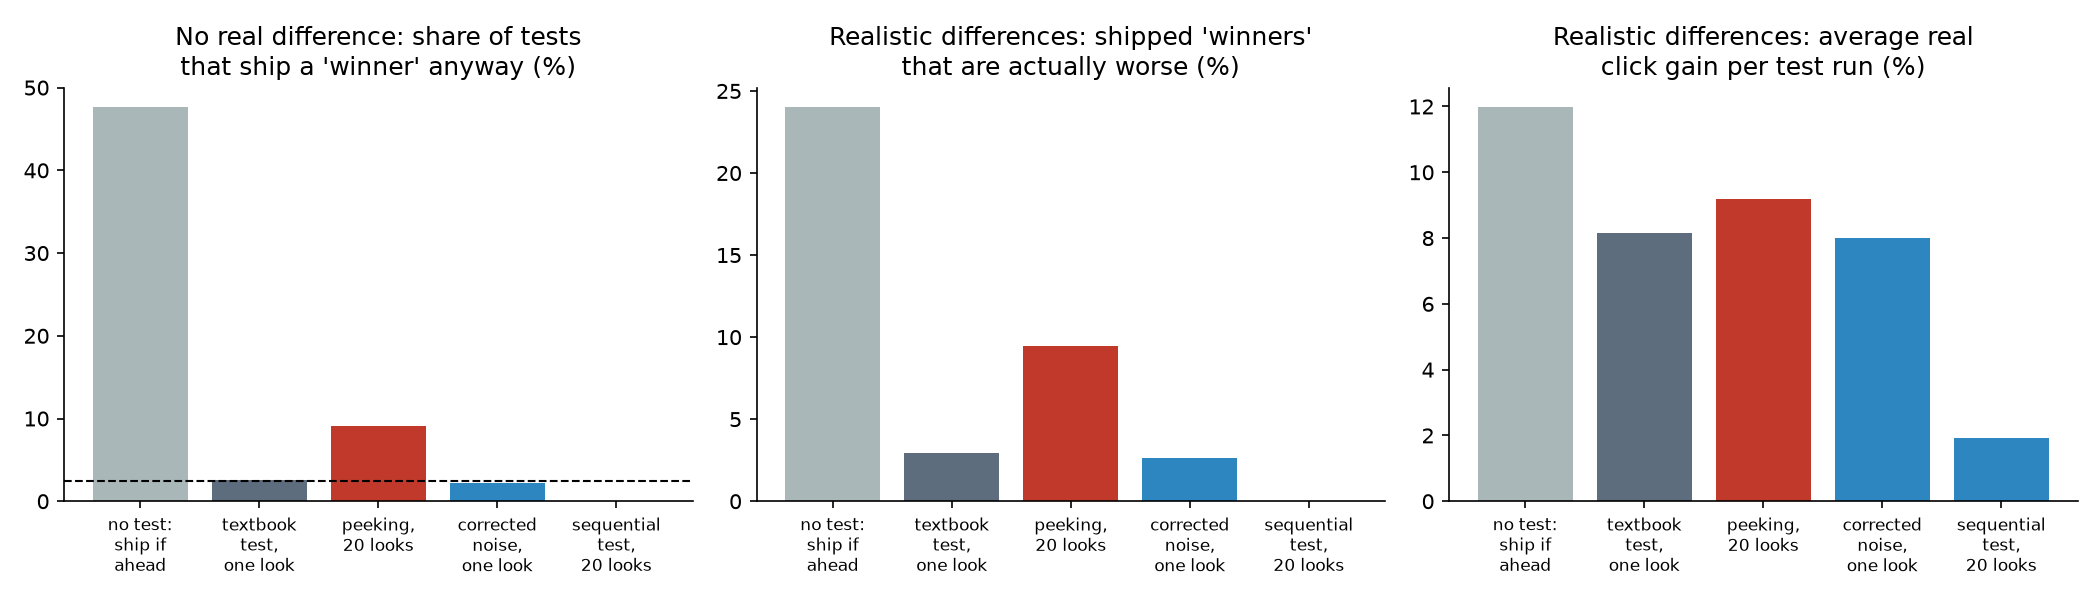 No real difference: share of tests
that ship a 'winner' anyway (%)
50
40
30
20
10
0
no test:
ship if
ahead
textbook
test,
one look
peeking,
20 looks
corrected
noise,
one look
sequential
test,
20 looks
Realistic differences: shipped 'winners'
that are actually worse (%)
25
20
15
10
5
0
no test:
ship if
ahead
textbook
test,
one look
peeking,
20 looks
corrected
noise,
one look
sequential
test,
20 looks
Realistic differences: average real
click gain per test run (%)
12
10
8
6
4
2
0
no test:
ship if
ahead
textbook
test,
one look
peeking,
20 looks
corrected
noise,
one look
sequential
test,
20 looks